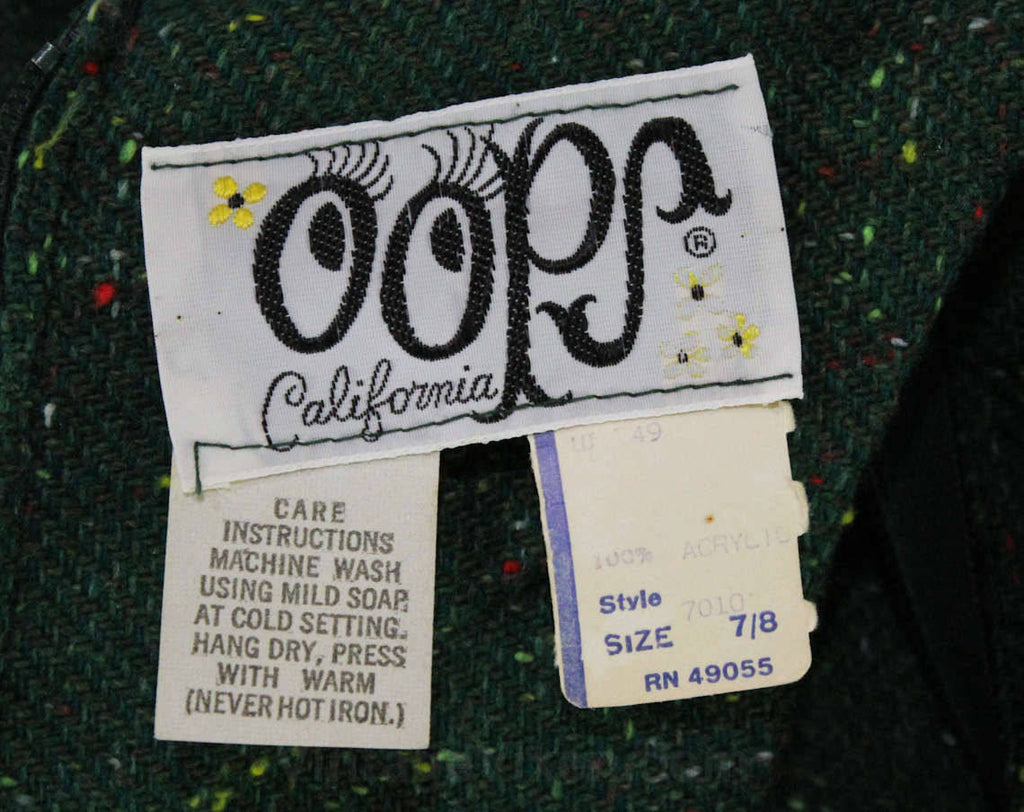 OOPS
®
California
CARE
INSTRUCTIONS
MACHINE WASH
USING MILD SOAP
AT COLD SETTING.
HANG DRY, PRESS
WITH WARM
(NEVER HOT IRON.)
49
100% ACRYLIC
Style 7010
SIZE 7/8
RN 49055